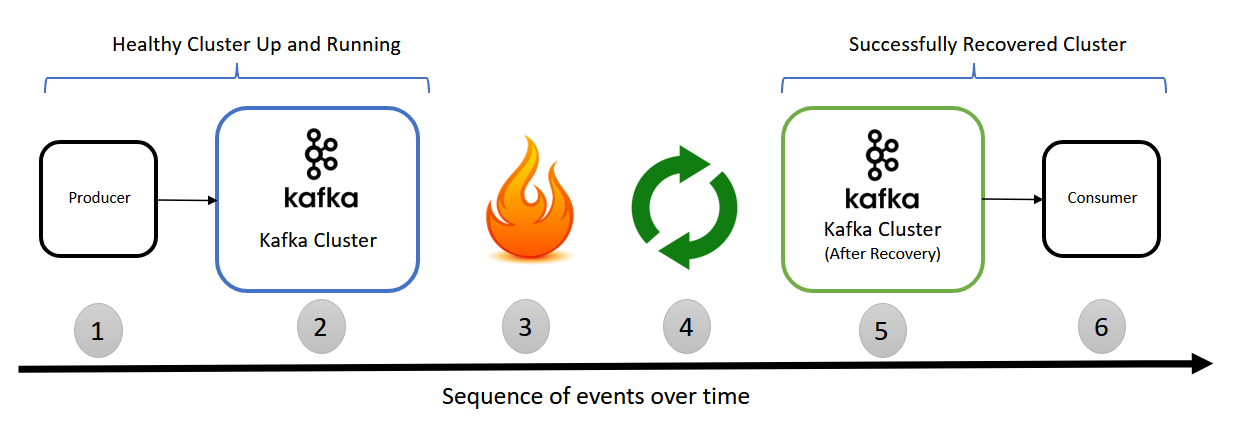 Healthy Cluster Up and Running
Successfully Recovered Cluster
Producer
kafka
Kafka Cluster
kafka
Kafka Cluster
(After Recovery)
Consumer
1
2
3
4
5
6
Sequence of events over time